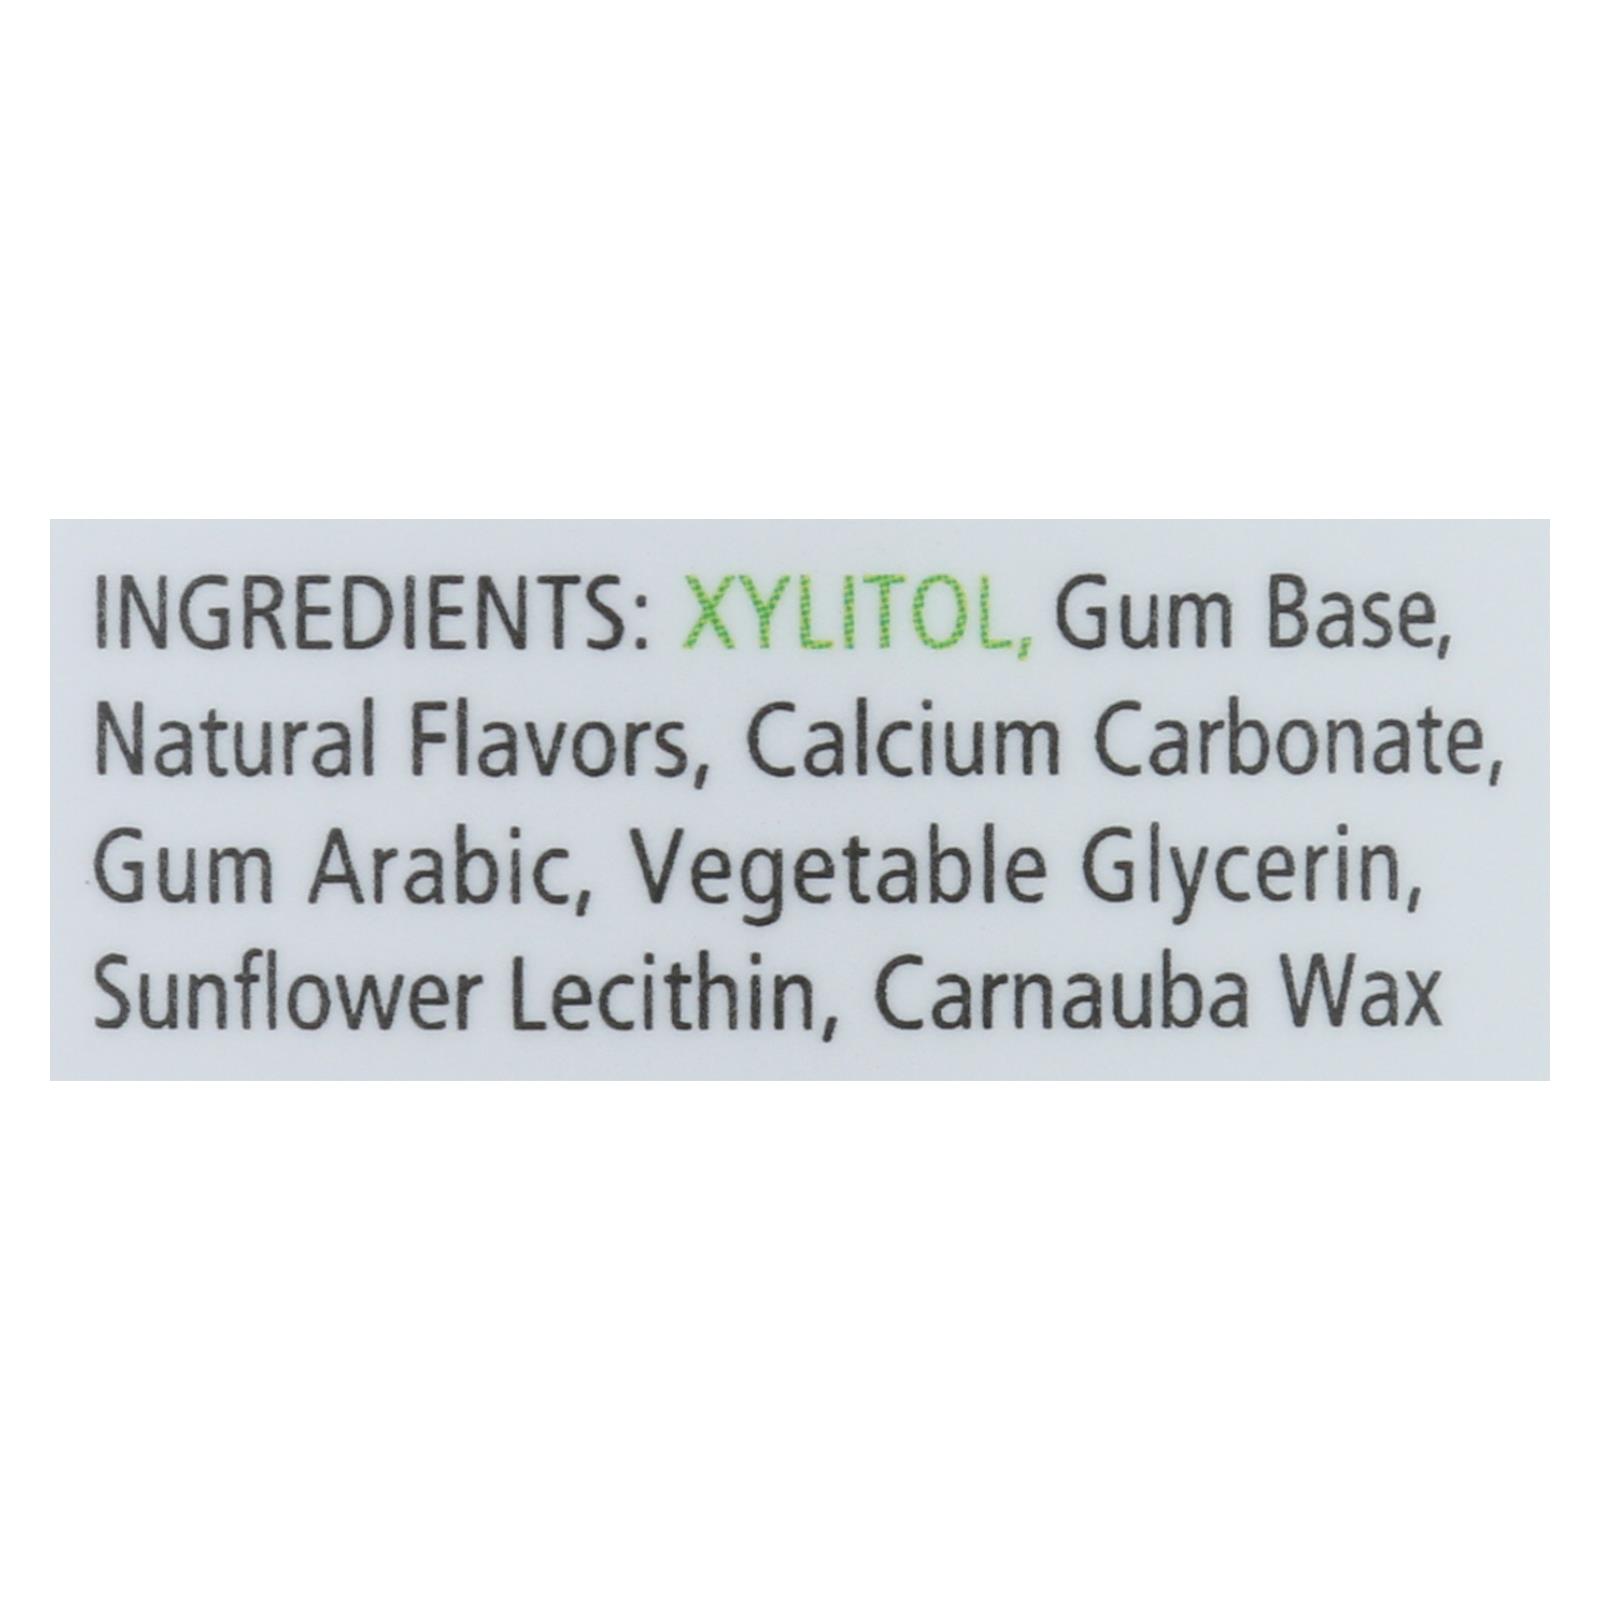 INGREDIENTS: XYLITOL, Gum Base,
Natural Flavors, Calcium Carbonate,
Gum Arabic, Vegetable Glycerin,
Sunflower Lecithin, Carnauba Wax